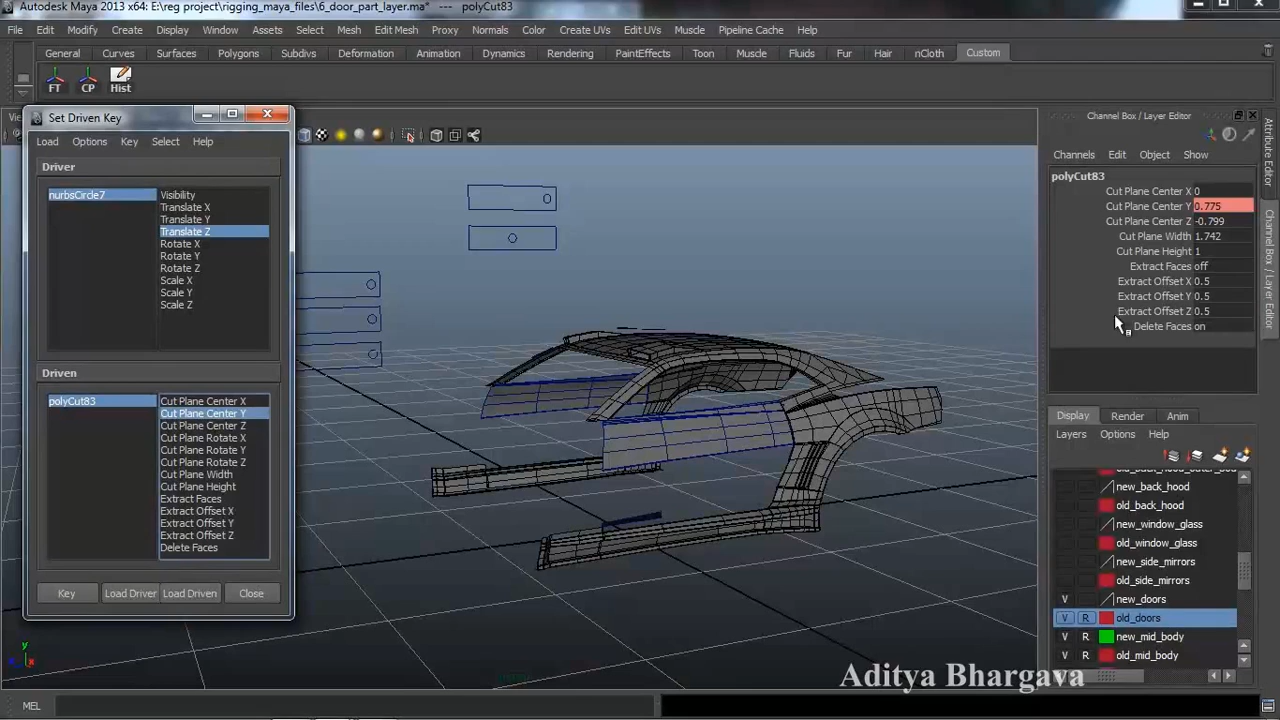 Autodesk Maya 2013 x64: E:\reg project\rigging_maya_files\6_door_part_layer.ma* --- polyCut83
File Edit Modify Create Display Window Assets Select Mesh Edit Mesh Proxy Normals Color Create UVs Edit UVs Muscle Pipeline Cache Help
General Curves Surfaces Polygons Subdivs Deformation Animation Dynamics Rendering PaintEffects Toon Muscle Fluids Fur Hair nCloth Custom
FT CP Hist
Set Driven Key
Load Options Key Select Help
Driver
nurbsCircle7
Visibility
Translate X
Translate Y
Translate Z
Rotate X
Rotate Y
Rotate Z
Scale X
Scale Y
Scale Z
Driven
polyCut83
Cut Plane Center X
Cut Plane Center Y
Cut Plane Center Z
Cut Plane Rotate X
Cut Plane Rotate Y
Cut Plane Rotate Z
Cut Plane Width
Cut Plane Height
Extract Faces
Extract Offset X
Extract Offset Y
Extract Offset Z
Delete Faces
Key Load Driver Load Driven Close
Channel Box / Layer Editor
Channels Edit Object Show
polyCut83
Cut Plane Center X 0
Cut Plane Center Y 0.775
Cut Plane Center Z -0.799
Cut Plane Width 1.742
Cut Plane Height 1
Extract Faces off
Extract Offset X 0.5
Extract Offset Y 0.5
Extract Offset Z 0.5
Delete Faces on
Attribute Editor
Channel Box / Layer Editor
Display Render Anim
Layers Options Help
new_back_hood
old_back_hood
new_window_glass
old_window_glass
new_side_mirrors
old_side_mirrors
V new_doors
V R old_doors
V new_mid_body
V R old_mid_body
y
z x
Aditya Bhargava
MEL